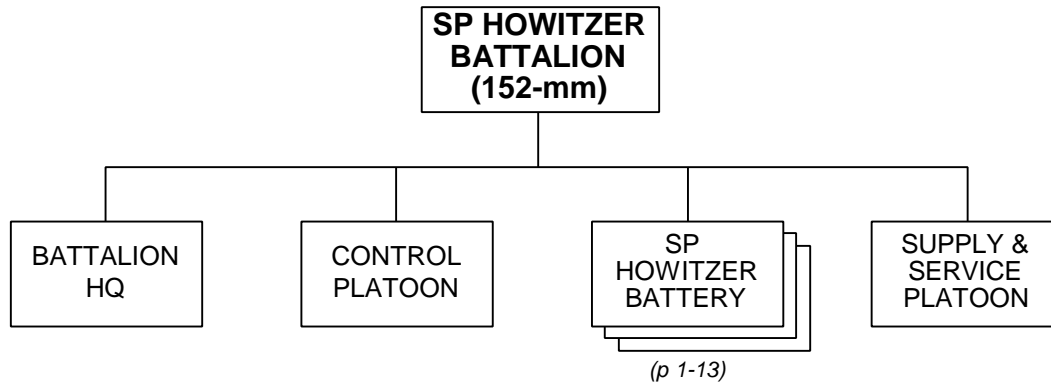 SP HOWITZER
BATTALION
(152-mm)
BATTALION
HQ
CONTROL
PLATOON
SP
HOWITZER
BATTERY
SUPPLY &
SERVICE
PLATOON
(p 1-13)